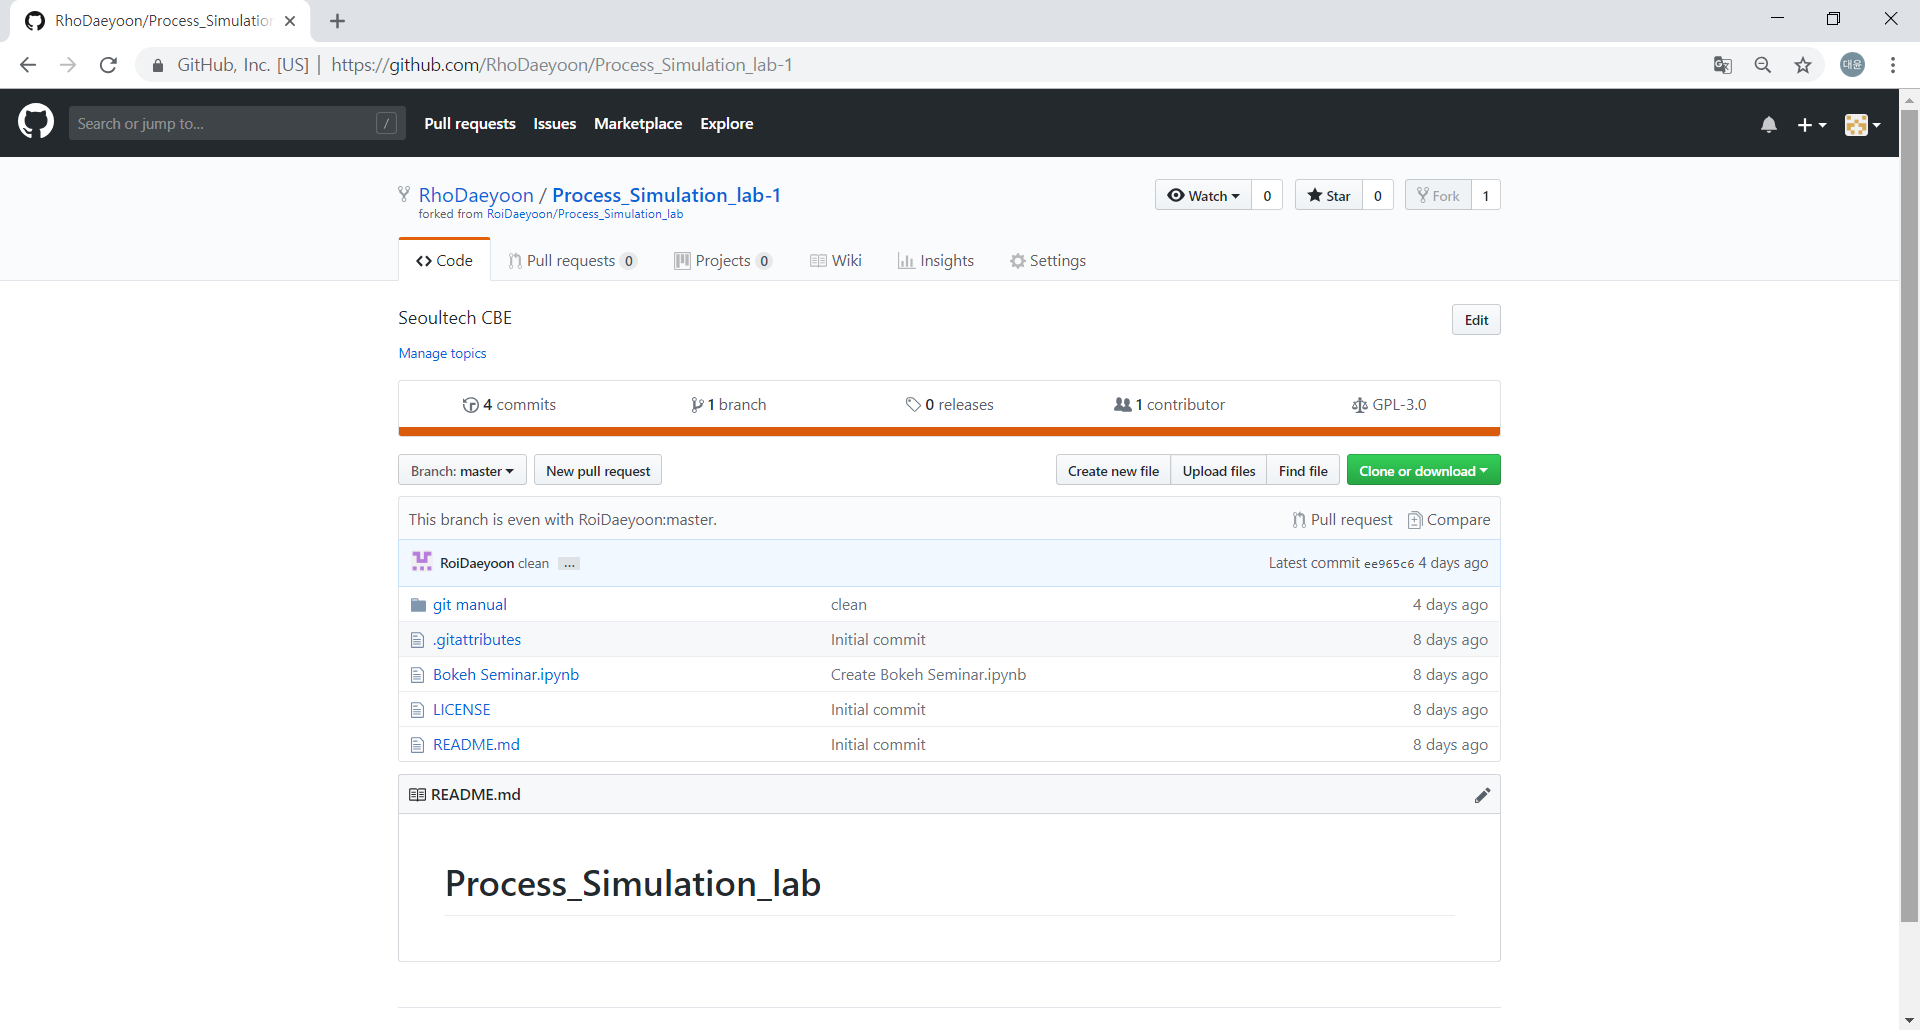 RhoDaeyoon/Process_Simulation
GitHub, Inc. [US] | https://github.com/RhoDaeyoon/Process_Simulation_lab-1
대윤
Search or jump to... /
Pull requests Issues Marketplace Explore
RhoDaeyoon / Process_Simulation_lab-1
Watch 0 Star 0 Fork 1
forked from RoiDaeyoon/Process_Simulation_lab
Code Pull requests 0 Projects 0 Wiki Insights Settings
Seoultech CBE
Edit
Manage topics
4 commits 1 branch 0 releases 1 contributor GPL-3.0
Branch: master New pull request Create new file Upload files Find file Clone or download
This branch is even with RoiDaeyoon:master. Pull request Compare
RoiDaeyoon clean ... Latest commit ee965c6 4 days ago
git manual clean 4 days ago
.gitattributes Initial commit 8 days ago
Bokeh Seminar.ipynb Create Bokeh Seminar.ipynb 8 days ago
LICENSE Initial commit 8 days ago
README.md Initial commit 8 days ago
README.md
Process_Simulation_lab